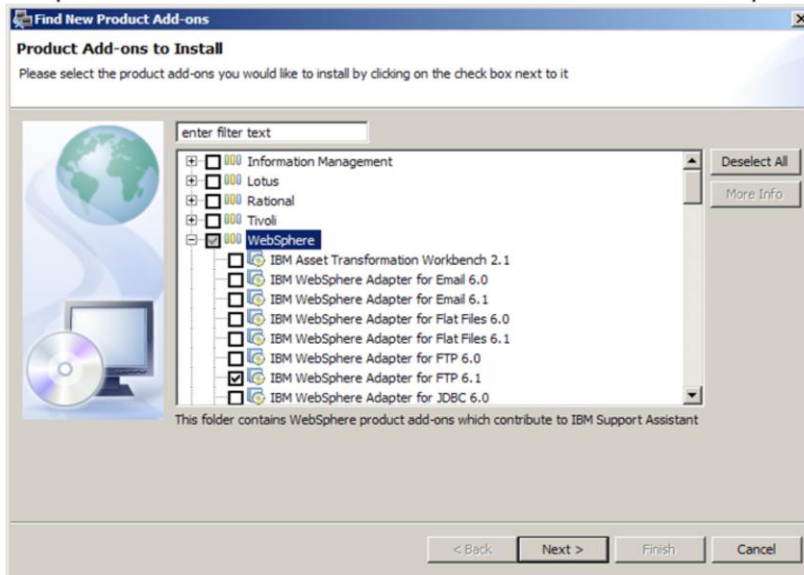 Find New Product Add-ons
Product Add-ons to Install
Please select the product add-ons you would like to install by clicking on the check box next to it
enter filter text
Information Management
Lotus
Rational
Tivoli
WebSphere
IBM Asset Transformation Workbench 2.1
IBM WebSphere Adapter for Email 6.0
IBM WebSphere Adapter for Email 6.1
IBM WebSphere Adapter for Flat Files 6.0
IBM WebSphere Adapter for Flat Files 6.1
IBM WebSphere Adapter for FTP 6.0
IBM WebSphere Adapter for FTP 6.1
IBM WebSphere Adapter for JDBC 6.0
Deselect All
More Info
This folder contains WebSphere product add-ons which contribute to IBM Support Assistant
< Back Next > Finish Cancel